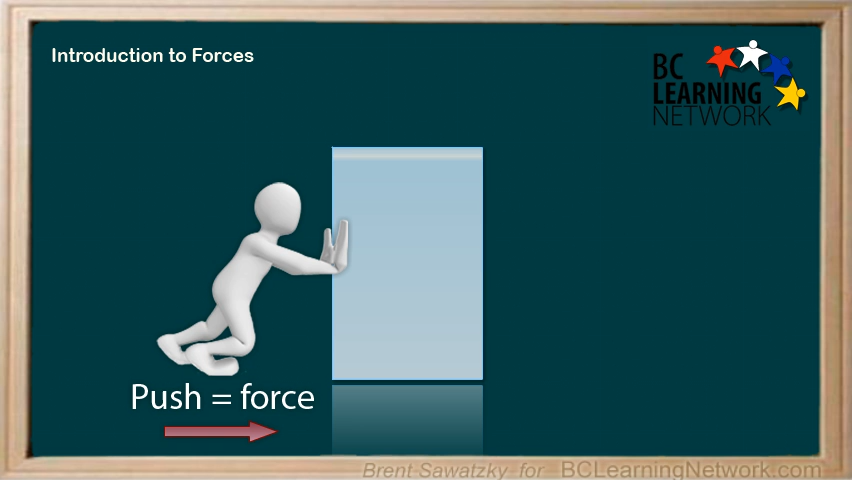 Introduction to Forces
BC
LEARNING
NETWORK
Push = force
Brent Sawatzky for BCLearningNetwork.com